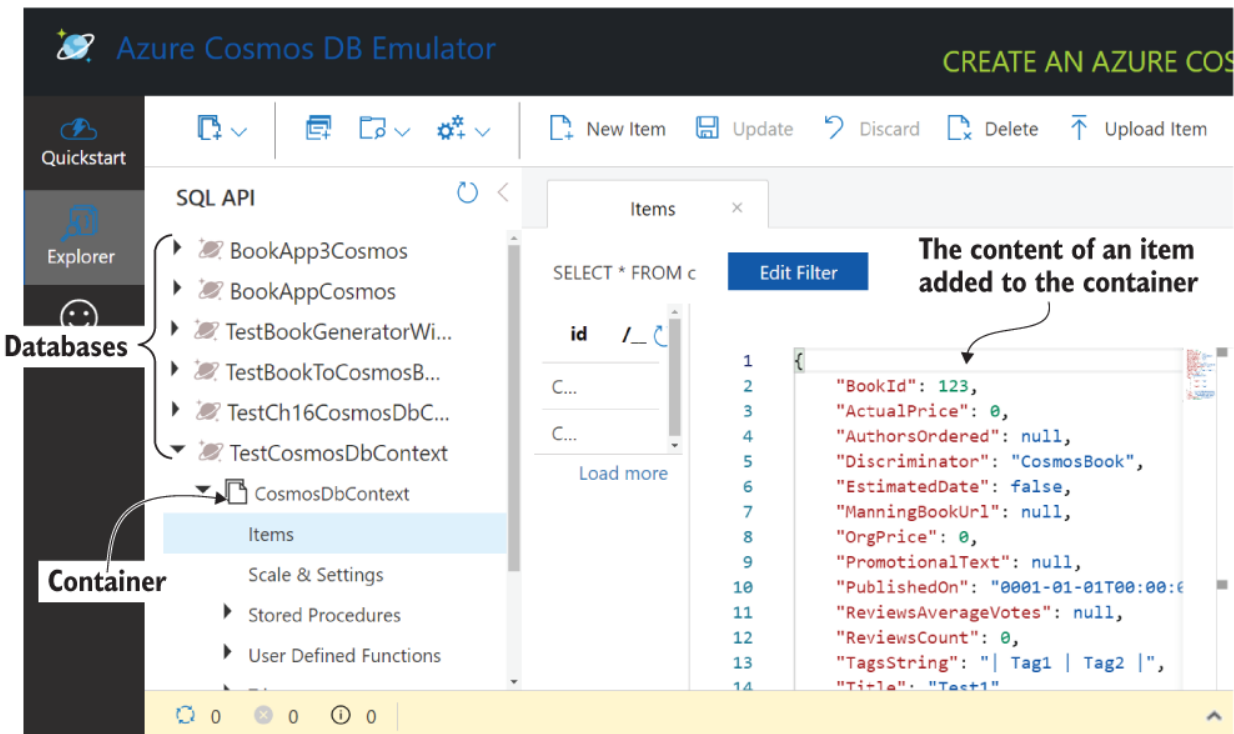 Azure Cosmos DB Emulator
CREATE AN AZURE COS
Quickstart
New Item
Update
Discard
Delete
Upload Item
SQL API
Items
Explorer
BookApp3Cosmos
BookAppCosmos
TestBookGeneratorWi...
TestBookToCosmosB...
TestCh16CosmosDbC...
TestCosmosDbContext
CosmosDbContext
Items
Scale & Settings
Stored Procedures
User Defined Functions
Databases
Container
SELECT * FROM c
Edit Filter
The content of an item
added to the container
id /__
C...
C...
Load more
1 {
2 "BookId": 123,
3 "ActualPrice": 0,
4 "AuthorsOrdered": null,
5 "Discriminator": "CosmosBook",
6 "EstimatedDate": false,
7 "ManningBookUrl": null,
8 "OrgPrice": 0,
9 "PromotionalText": null,
10 "PublishedOn": "0001-01-01T00:00:0
11 "ReviewsAverageVotes": null,
12 "ReviewsCount": 0,
13 "TagsString": "| Tag1 | Tag2 |",
14 "Title": "Test1"
0 0 0